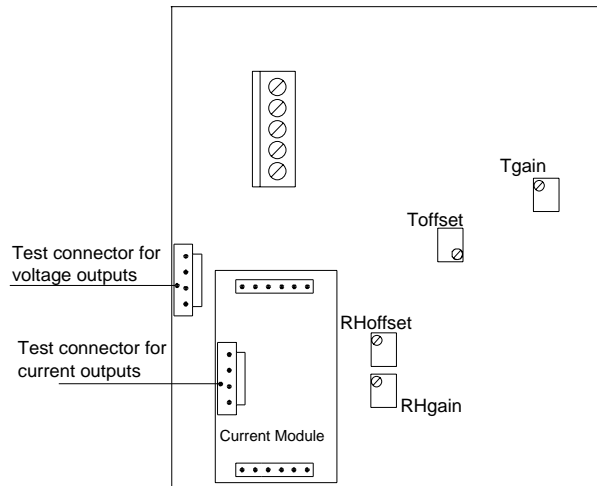 Tgain
Toffset
Test connector for
voltage outputs
RHoffset
Test connector for
current outputs
RHgain
Current Module